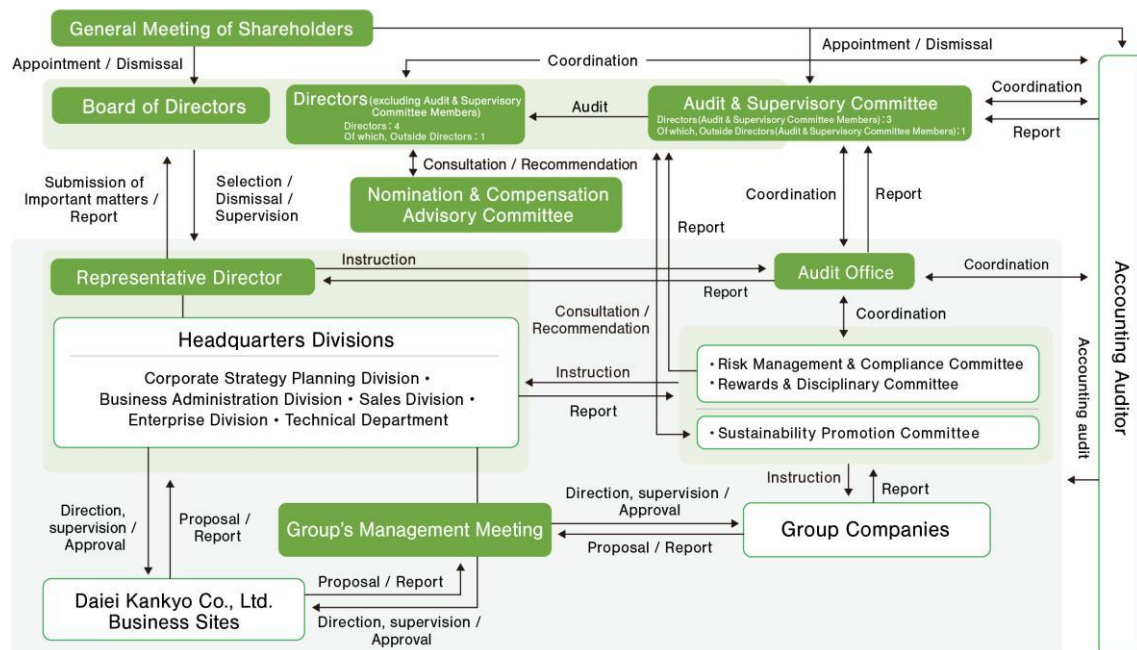 General Meeting of Shareholders
Appointment / Dismissal
Coordination
Appointment / Dismissal
Board of Directors
Directors (excluding Audit & Supervisory
Committee Members)
Directors : 4
Of which, Outside Directors : 1
Audit
Audit & Supervisory Committee
Directors(Audit & Supervisory Committee Members) : 3
Of which, Outside Directors(Audit & Supervisory Committee Members) : 1
Coordination
Report
Submission of
Important matters /
Report
Selection /
Dismissal /
Supervision
Consultation / Recommendation
Nomination & Compensation
Advisory Committee
Report
Coordination
Report
Representative Director
Instruction
Report
Audit Office
Coordination
Accounting Auditor
Headquarters Divisions
Corporate Strategy Planning Division・
Business Administration Division・Sales Division・
Enterprise Division・Technical Department
Consultation /
Recommendation
Coordination
Instruction
Report
・Risk Management & Compliance Committee
・Rewards & Disciplinary Committee
・Sustainability Promotion Committee
Accounting audit
Instruction
Report
Direction,
supervision /
Approval
Proposal /
Report
Group's Management Meeting
Direction, supervision /
Approval
Proposal / Report
Group Companies
Daiei Kankyo Co., Ltd.
Business Sites
Proposal / Report
Direction, supervision /
Approval